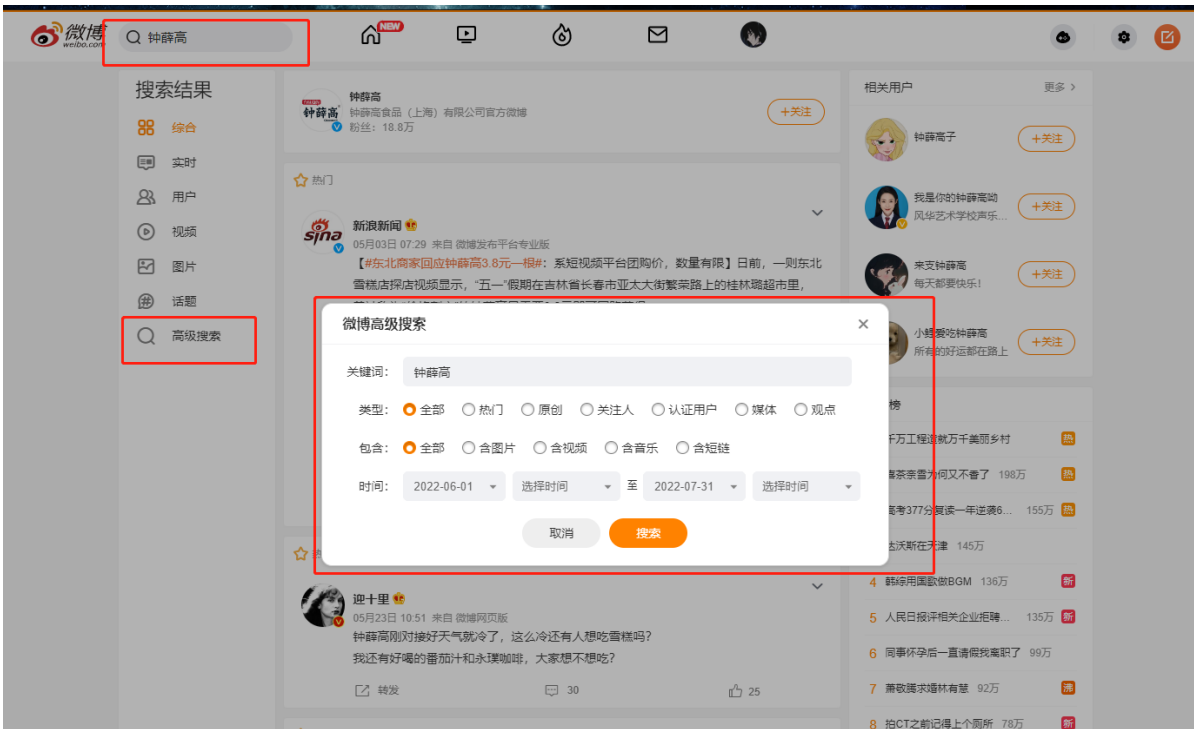 微博
weibo.com
钟薛高
NEW
搜索结果
综合
实时
用户
视频
图片
话题
高级搜索
钟薛高
钟薛高
钟薛高食品（上海）有限公司官方微博
粉丝：18.8万
+关注
热门
sina
新浪新闻
05月03日 07:29 来自 微博发布平台专业版
【#东北商家回应钟薛高3.8元一根#：系短视频平台团购价，数量有限】日前，一则东北
雪糕店探店视频显示，“五一”假期在吉林省长春市亚太大街繁荣路上的桂林璐超市里，
微博高级搜索
关键词：
钟薛高
类型：
全部 热门 原创 关注人 认证用户 媒体 观点
包含：
全部 含图片 含视频 含音乐 含短链
时间：
2022-06-01 选择时间 至 2022-07-31 选择时间
取消
搜索
迎十里
05月23日 10:51 来自 微博网页版
钟薛高刚对接好天气就冷了，这么冷还有人想吃雪糕吗？
我还有好喝的番茄汁和永璞咖啡，大家想不想吃？
转发
30
25
相关用户
更多
钟薛高子
+关注
我是你的钟薛高呦
风华艺术学校声乐...
+关注
来支钟薛高
每天都要快乐！
+关注
小鳗爱吃钟薛高
所有的好运都在路上
+关注
榜
千万工程造就万千美丽乡村 热
喜茶奈雪为何又不香了 198万 热
高考377分复读一年逆袭6... 155万 热
达沃斯在天津 145万
4 韩综用国歌做BGM 136万 新
5 人民日报评相关企业拒聘... 135万 新
6 同事怀孕后一直请假我离职了 99万
7 萧敬腾求婚林有慧 92万 沸
8 拍CT之前记得上个厕所 78万 新